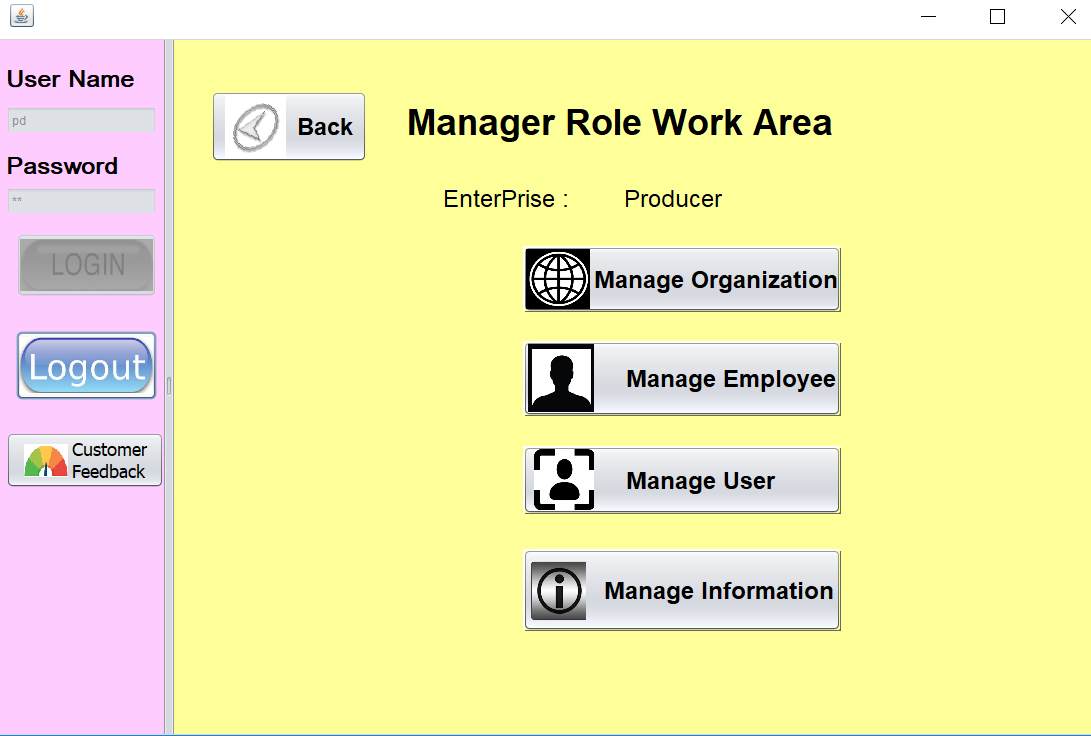 User Name
pd
Password
**
LOGIN
Logout
Customer
Feedback
Back
Manager Role Work Area
EnterPrise : Producer
Manage Organization
Manage Employee
Manage User
Manage Information